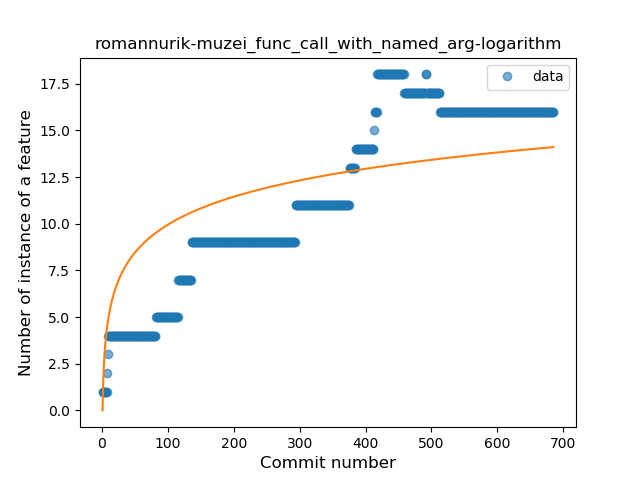 romannurik-muzei_func_call_with_named_arg-logarithm
data
Number of instance of a feature
17.5
15.0
12.5
10.0
7.5
5.0
2.5
0.0
0 100 200 300 400 500 600 700
Commit number